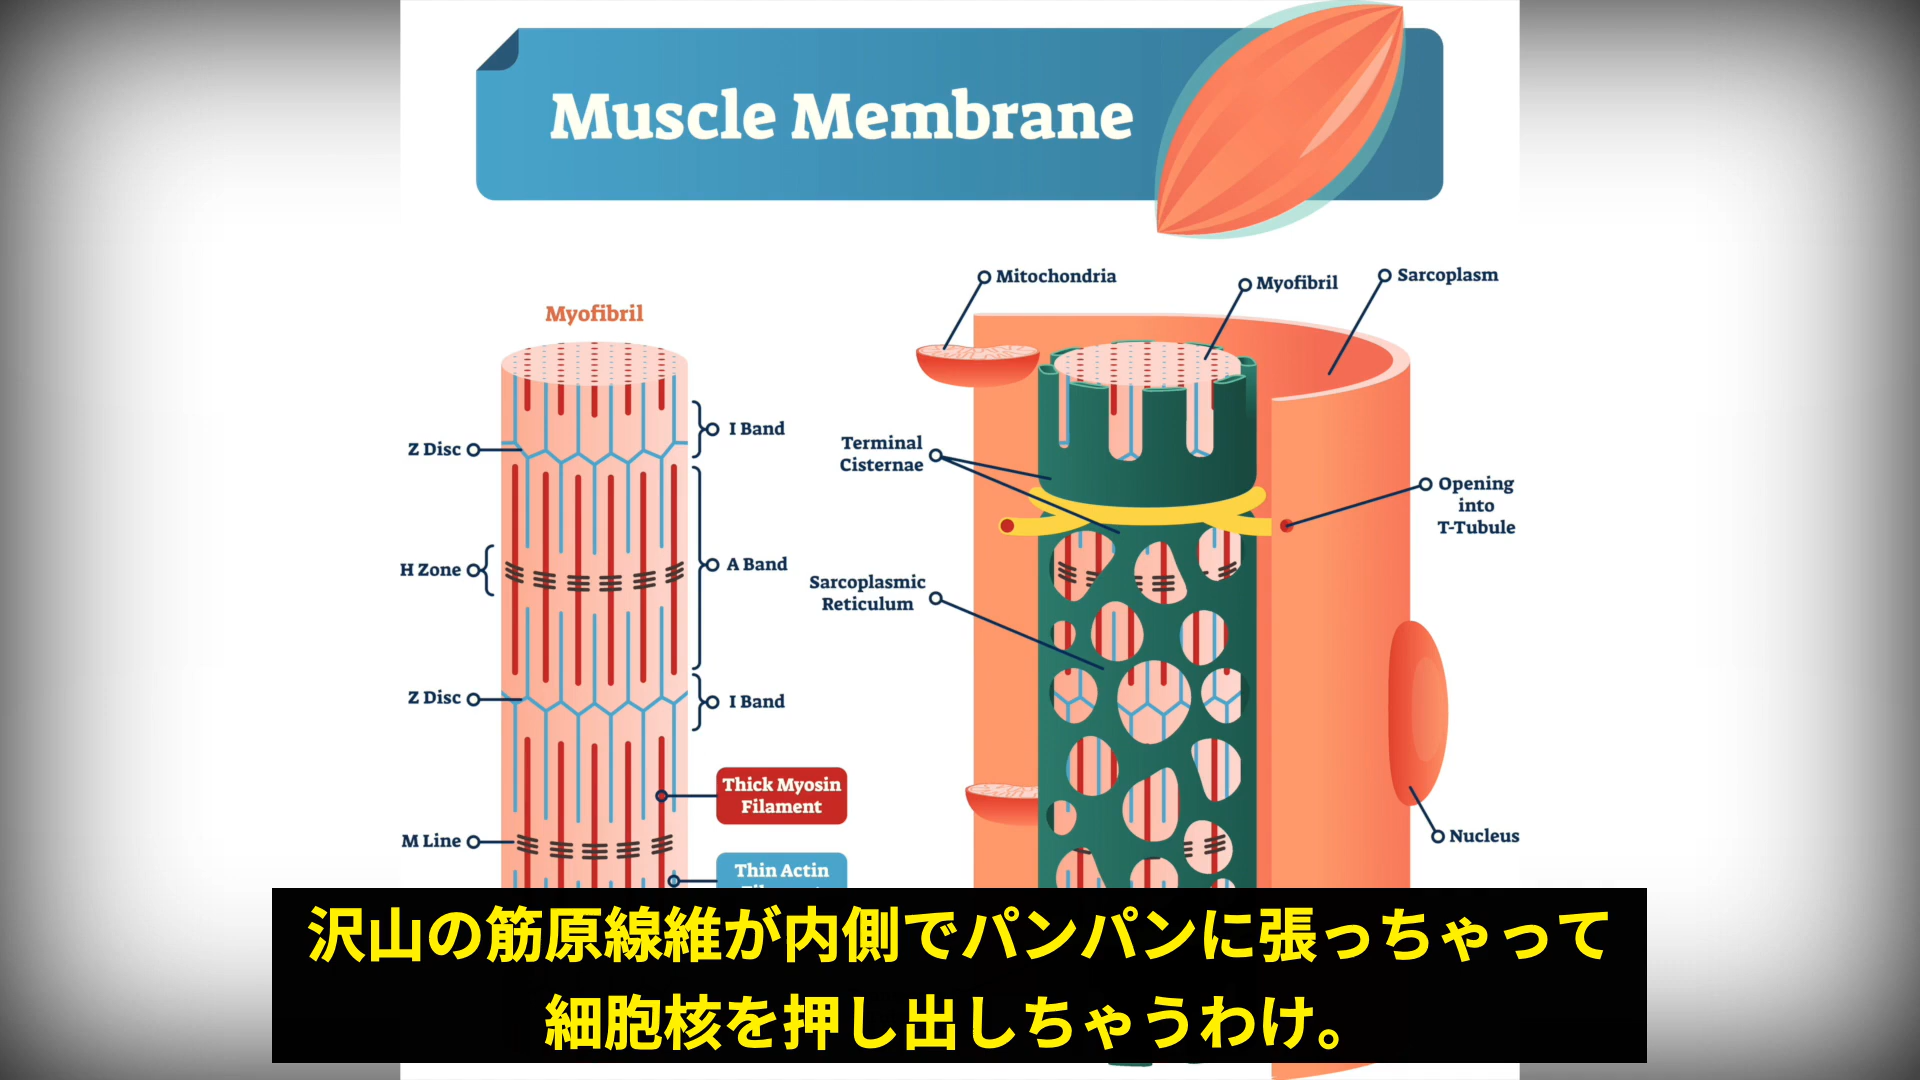 Muscle Membrane
Mitochondria
Myofibril
Sarcoplasm
Myofibril
I Band
Z Disc
Terminal
Cisternae
Opening
into
T-Tubule
H Zone
A Band
Sarcoplasmic
Reticulum
Z Disc
I Band
Thick Myosin
Filament
M Line
Nucleus
Thin Actin
沢山の筋原線維が内側でパンパンに張っちゃって
細胞核を押し出しちゃうわけ。